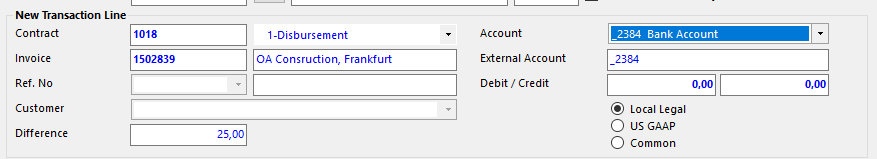 New Transaction Line
Contract 1018 1-Disbursement Account _2384 Bank Account
Invoice 1502839 OA Consruction, Frankfurt External Account _2384
Ref. No Debit / Credit 0,00 0,00
Customer Local Legal
US GAAP
Difference 25,00 Common